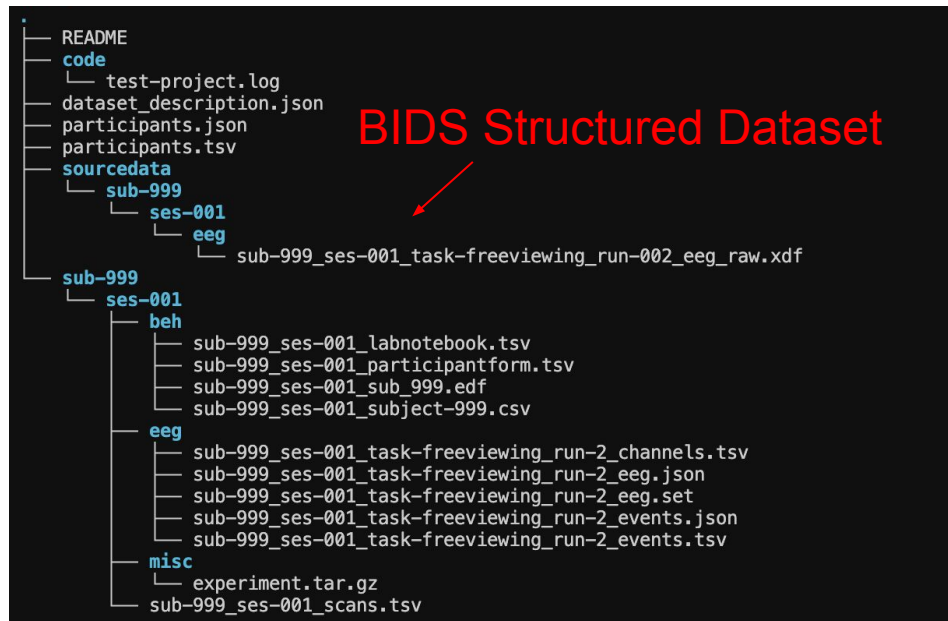 .
├── README
├── code
│   └── test-project.log
├── dataset_description.json
├── participants.json
├── participants.tsv
├── sourcedata
│   └── sub-999
│       └── ses-001
│           └── eeg
│               └── sub-999_ses-001_task-freeviewing_run-002_eeg_raw.xdf
└── sub-999
    └── ses-001
        ├── beh
        │   ├── sub-999_ses-001_labnotebook.tsv
        │   ├── sub-999_ses-001_participantform.tsv
        │   ├── sub-999_ses-001_sub_999.edf
        │   └── sub-999_ses-001_subject-999.csv
        ├── eeg
        │   ├── sub-999_ses-001_task-freeviewing_run-2_channels.tsv
        │   ├── sub-999_ses-001_task-freeviewing_run-2_eeg.json
        │   ├── sub-999_ses-001_task-freeviewing_run-2_eeg.set
        │   ├── sub-999_ses-001_task-freeviewing_run-2_events.json
        │   └── sub-999_ses-001_task-freeviewing_run-2_events.tsv
        ├── misc
        │   └── experiment.tar.gz
        └── sub-999_ses-001_scans.tsv
BIDS Structured Dataset